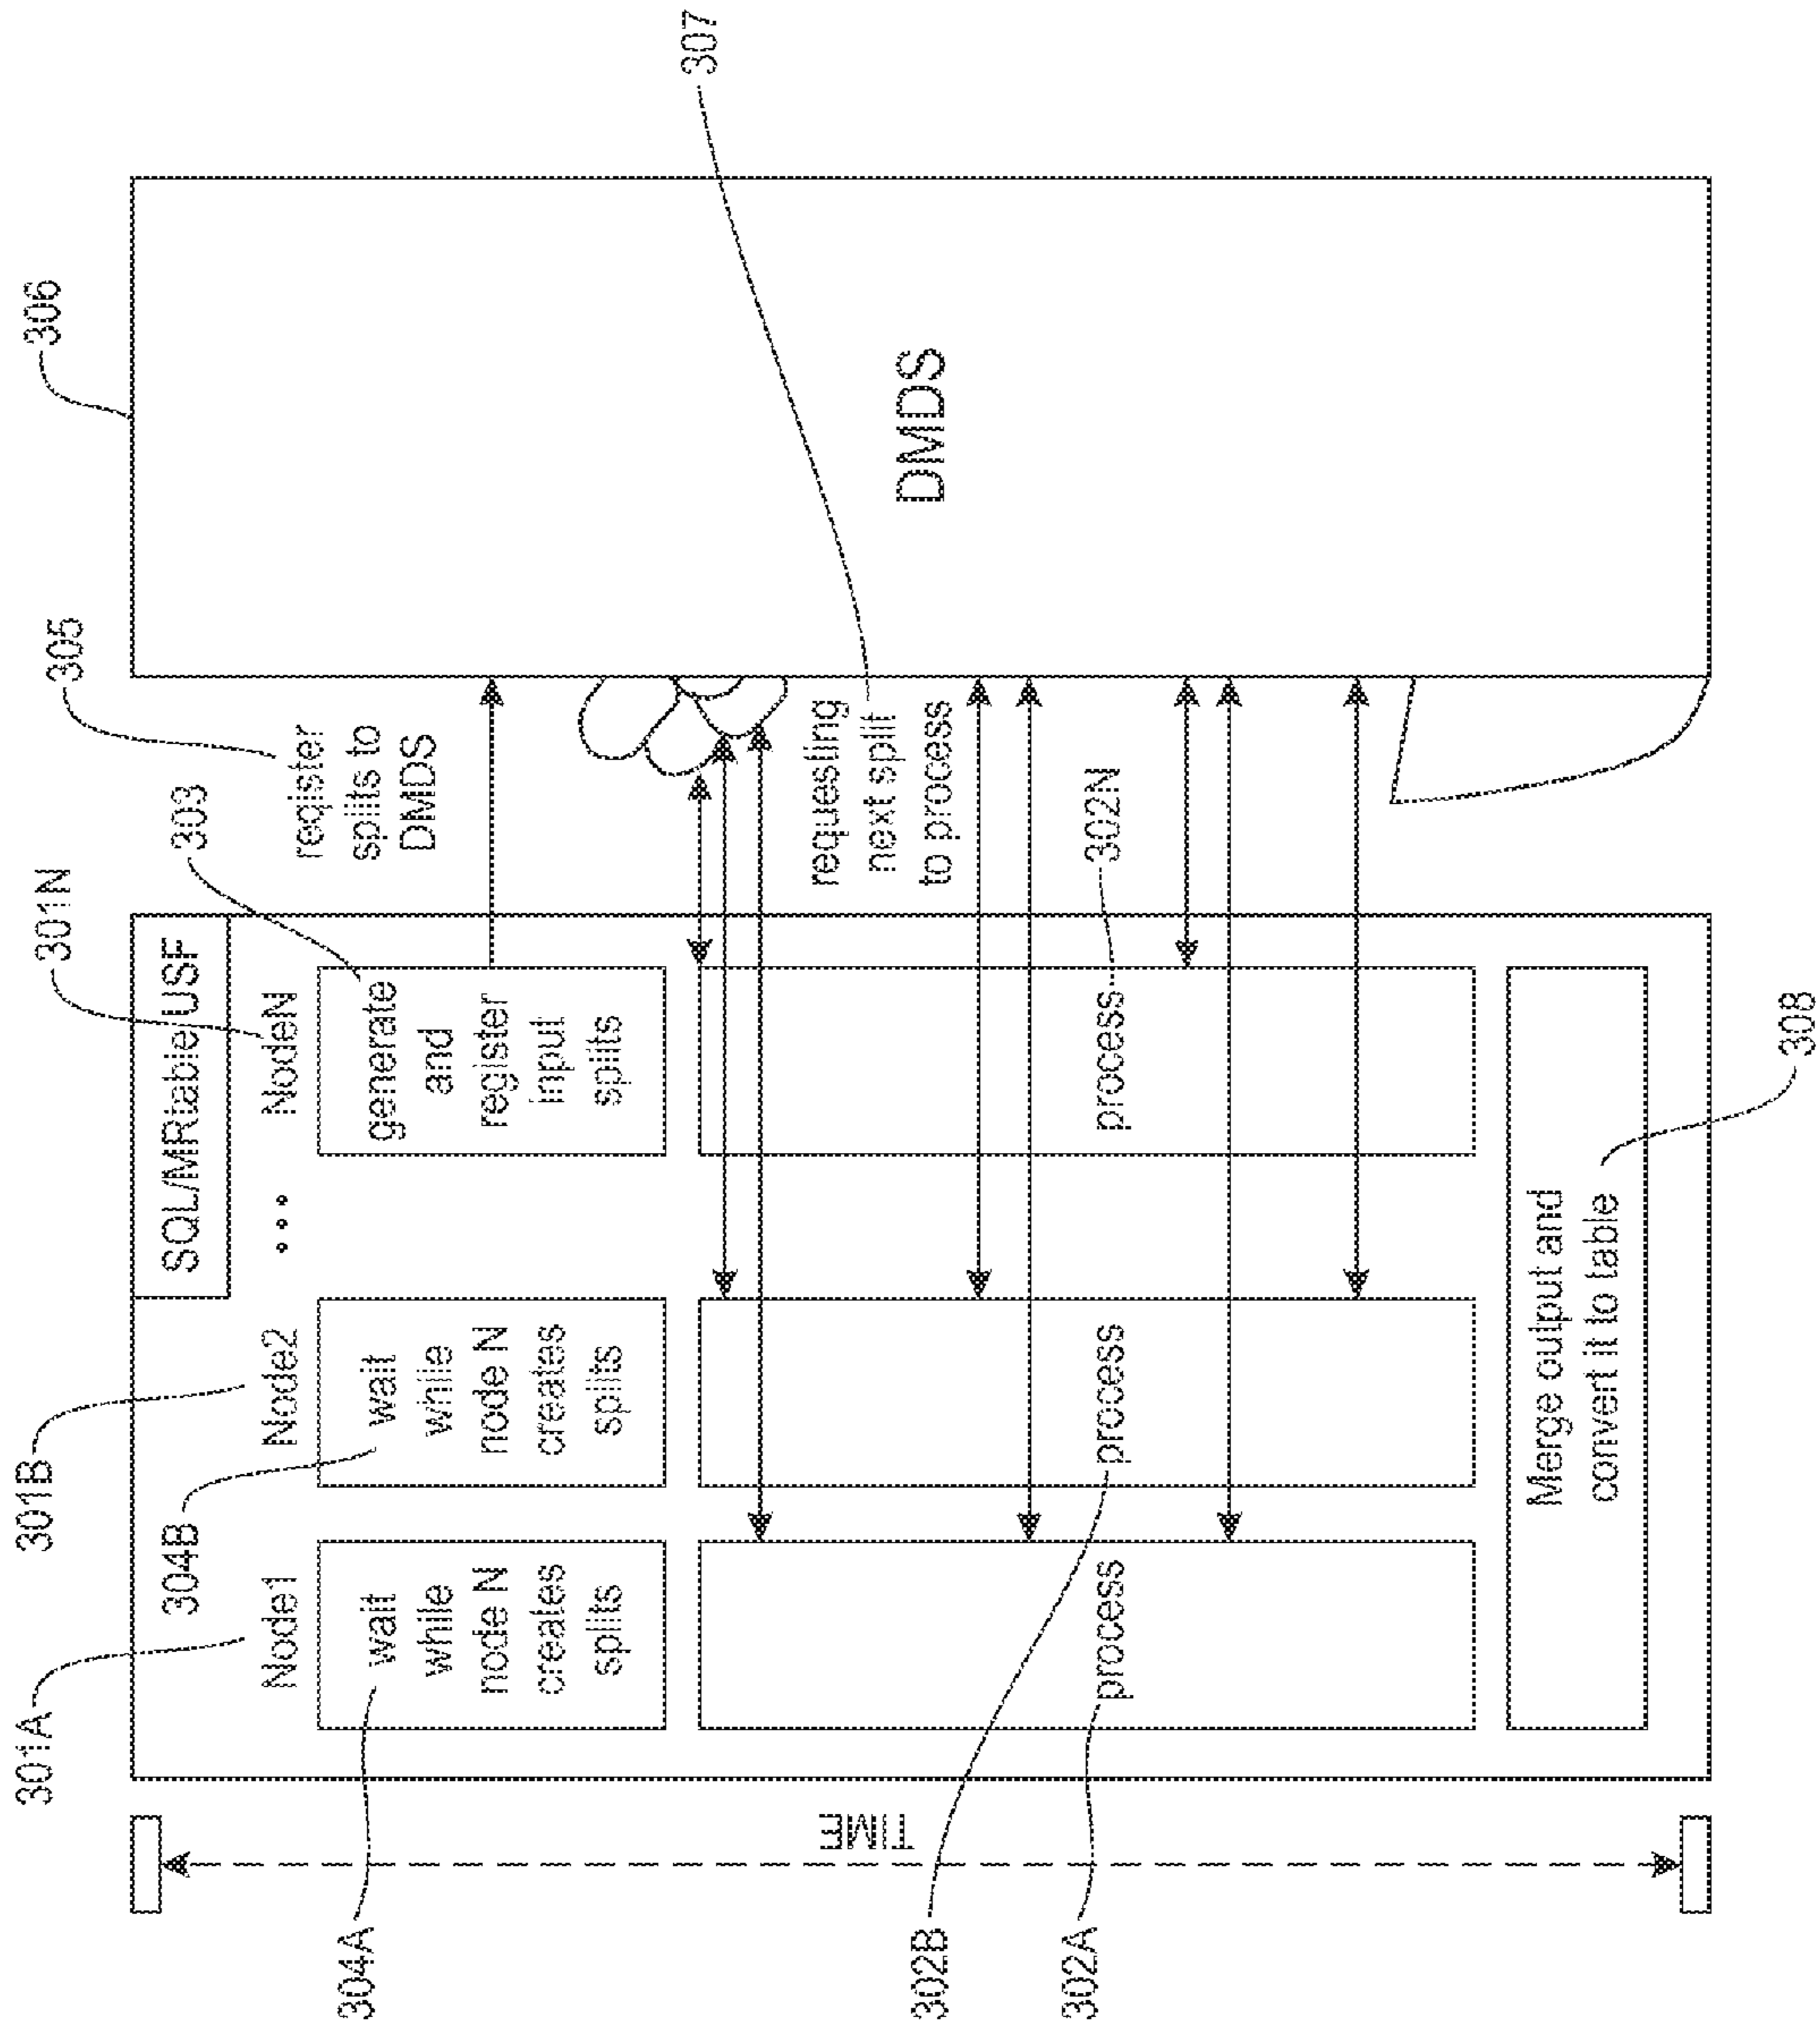 306
305
register
splits to
DMDS
307
301N
303
SQL/MRtable USF
301B
301A
Node1
Node2
...
NodeN
304B
304A
wait
while
node N
creates
splits
wait
while
node N
creates
splits
generate
and
register
input
splits
requesting
next split
to process
DMDS
TIME
302N
process
process
process
302B
302A
Merge output and
convert it to table
308